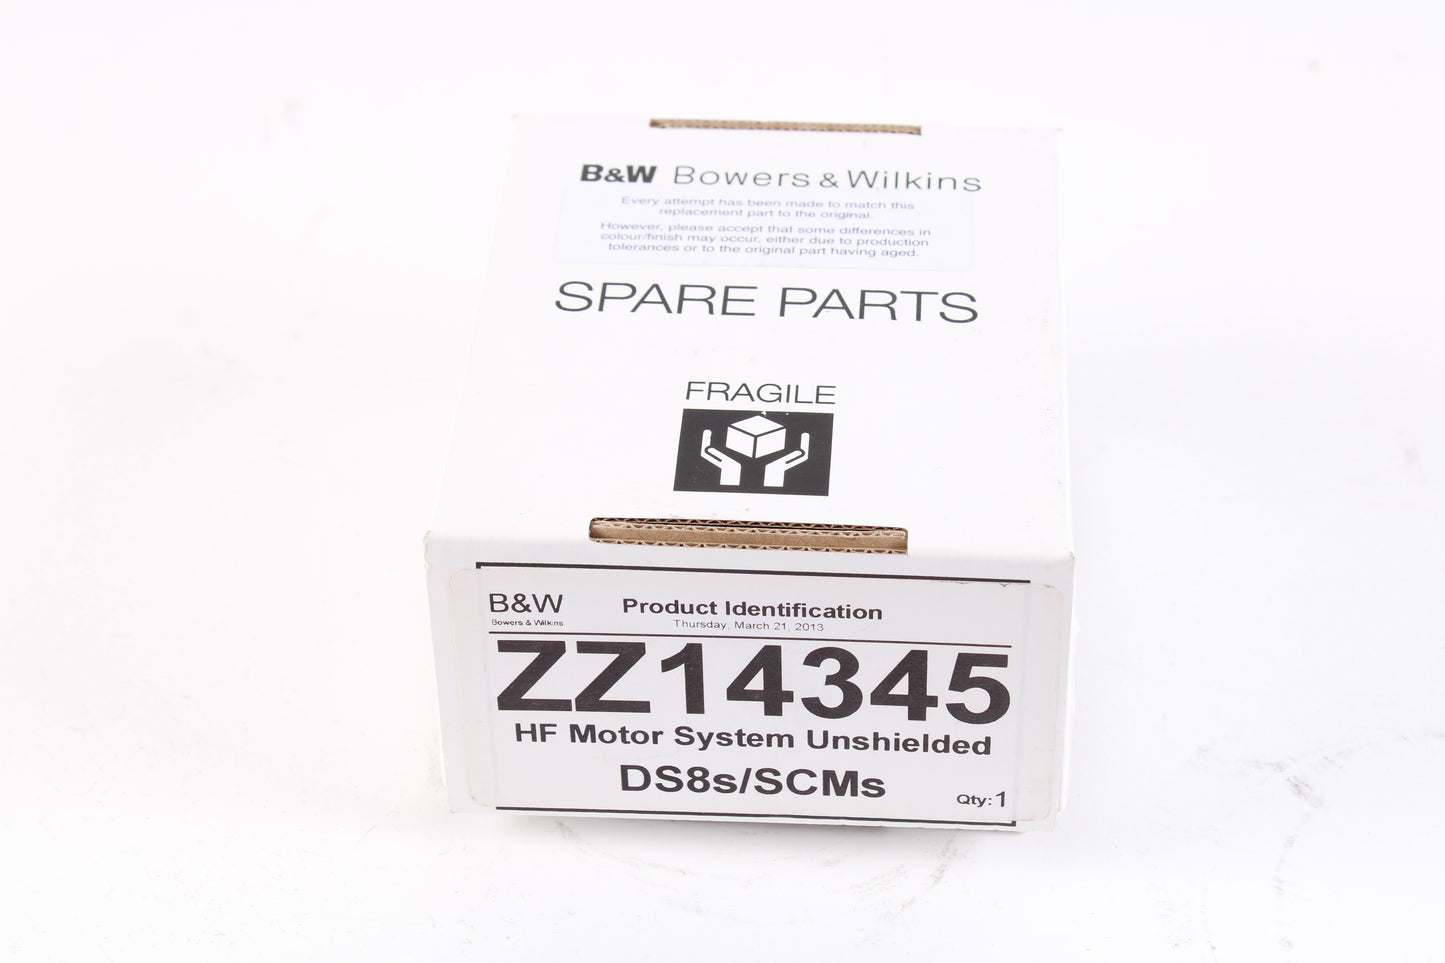 B&W Bowers & Wilkins
Every attempt has been made to match this
replacement part to the original.
However, please accept that some differences in
colour/finish may occur, either due to production
tolerances or to the original part having aged.
SPARE PARTS
FRAGILE
B&W
Bowers & Wilkins
Product Identification
Thursday, March 21, 2013
ZZ14345
HF Motor System Unshielded
DS8s/SCMs
Qty:1